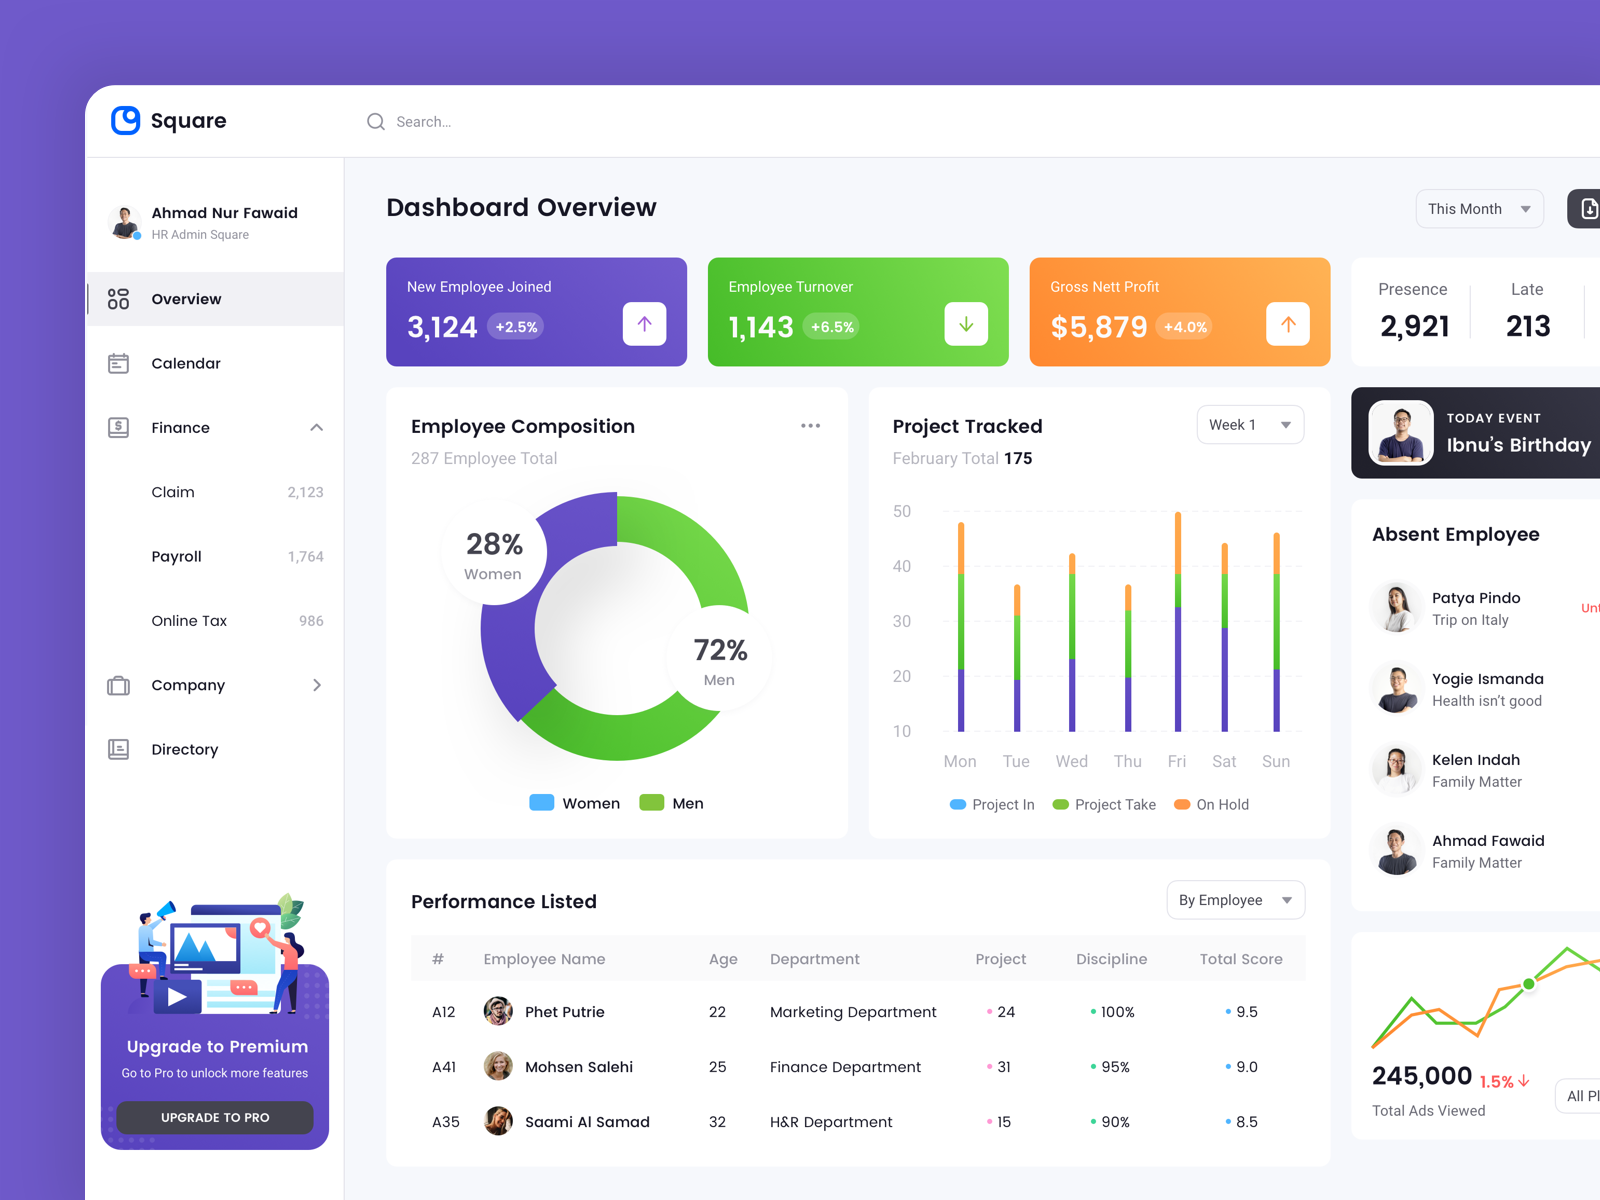 Square
Search...
Ahmad Nur Fawaid
HR Admin Square
Overview
Calendar
Finance
Claim 2,123
Payroll 1,764
Online Tax 986
Company
Directory
Upgrade to Premium
Go to Pro to unlock more features
UPGRADE TO PRO
Dashboard Overview
This Month
New Employee Joined
3,124 +2.5%
Employee Turnover
1,143 +6.5%
Gross Nett Profit
$5,879 +4.0%
Presence
2,921
Late
213
Employee Composition
287 Employee Total
28%
Women
72%
Men
Women Men
Project Tracked
Week 1
February Total 175
50
40
30
20
10
Mon Tue Wed Thu Fri Sat Sun
Project In Project Take On Hold
TODAY EVENT
Ibnu's Birthday
Absent Employee
Patya Pindo
Trip on Italy
Yogie Ismanda
Health isn't good
Kelen Indah
Family Matter
Ahmad Fawaid
Family Matter
Performance Listed
By Employee
# Employee Name Age Department Project Discipline Total Score
A12 Phet Putrie 22 Marketing Department 24 100% 9.5
A41 Mohsen Salehi 25 Finance Department 31 95% 9.0
A35 Saami Al Samad 32 H&R Department 15 90% 8.5
245,000 1.5%
Total Ads Viewed
All